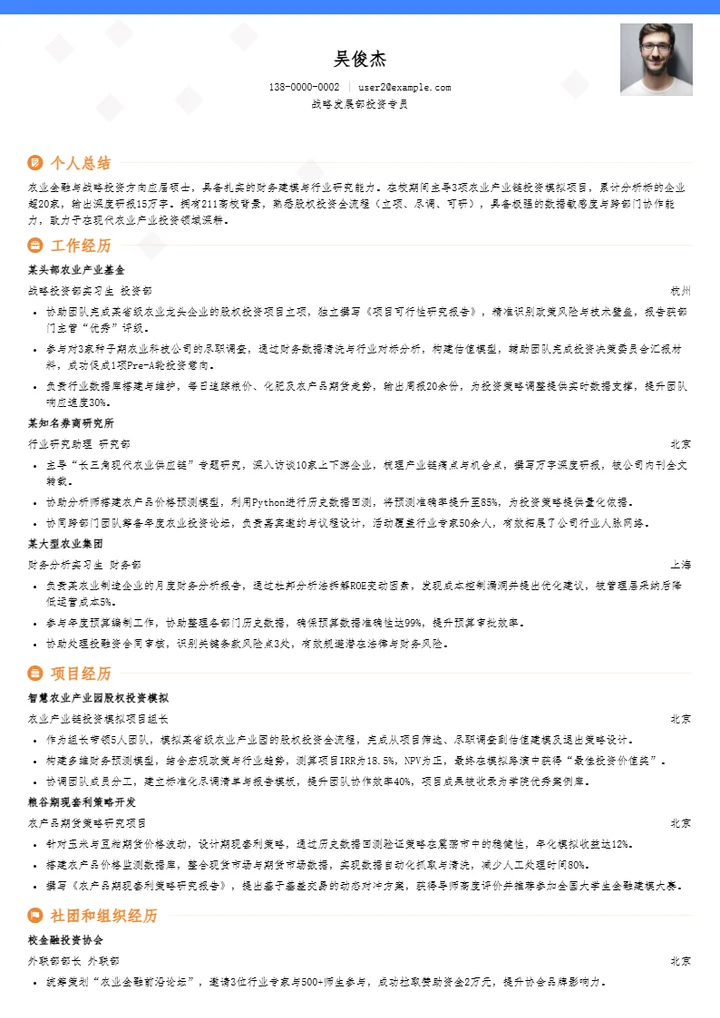 吴俊杰
138-0000-0002 | user2@example.com
战略发展部投资专员
个人总结
农业金融与战略投资方向应届硕士，具备扎实的财务建模与行业研究能力。在校期间主导3项农业产业链投资模拟项目，累计分析标的企业
超20家，输出深度研报15万字。拥有211高校背景，熟悉股权投资全流程（立项、尽调、可研），具备极强的数据敏感度与跨部门协作能
力，致力于在现代农业产业投资领域深耕。
工作经历
某头部农业产业基金
战略投资部实习生 投资部 杭州
• 协助团队完成某省级农业龙头企业的股权投资项目立项，独立撰写《项目可行性研究报告》，精准识别政策风险与技术壁垒，报告获部
门主管“优秀”评级。
• 参与对3家种子期农业科技公司的尽职调查，通过财务数据清洗与行业对标分析，构建估值模型，辅助团队完成投资决策委员会汇报材
料，成功促成1项Pre-A轮投资意向。
• 负责行业数据库搭建与维护，每日追踪粮价、化肥及农产品期货走势，输出周报20余份，为投资策略调整提供实时数据支撑，提升团队
响应速度30%。
某知名券商研究所
行业研究助理 研究部 北京
• 主导“长三角现代农业供应链”专题研究，深入访谈10家上下游企业，梳理产业链痛点与机会点，撰写万字深度研报，被公司内刊全文
转载。
• 协助分析师搭建农产品价格预测模型，利用Python进行历史数据回测，将预测准确率提升至85%，为投资策略提供量化依据。
• 协同跨部门团队筹备年度农业投资论坛，负责嘉宾邀约与议程设计，活动覆盖行业专家50余人，有效拓展了公司行业人脉网络。
某大型农业集团
财务分析实习生 财务部 上海
• 负责某农业制造企业的月度财务分析报告，通过杜邦分析法拆解ROE变动因素，发现成本控制漏洞并提出优化建议，被管理层采纳后降
低运营成本5%。
• 参与年度预算编制工作，协助整理各部门历史数据，确保预算数据准确性达99%，提升预算审批效率。
• 协助处理投融资合同审核，识别关键条款风险点3处，有效规避潜在法律与财务风险。
项目经历
智慧农业产业园股权投资模拟
农业产业链投资模拟项目组长 北京
• 作为组长带领5人团队，模拟某省级农业产业园的股权投资全流程，完成从项目筛选、尽职调查到估值建模及退出策略设计。
• 构建多维财务预测模型，结合宏观政策与行业趋势，测算项目IRR为18.5%，NPV为正，最终在模拟路演中获得“最佳投资价值奖”。
• 协调团队成员分工，建立标准化尽调清单与报告模板，提升团队协作效率40%，项目成果被收录为学院优秀案例库。
粮谷期现套利策略开发
农产品期货策略研究项目 北京
• 针对玉米与豆粕期货价格波动，设计期现套利策略，通过历史数据回测验证策略在震荡市中的稳健性，年化模拟收益达12%。
• 搭建农产品价格监测数据库，整合现货市场与期货市场数据，实现数据自动化抓取与清洗，减少人工处理时间80%。
• 撰写《农产品期现套利策略研究报告》，提出基于基差交易的动态对冲方案，获得导师高度评价并推荐参加全国大学生金融建模大赛。
社团和组织经历
校金融投资协会
外联部部长 外联部 北京
• 统筹策划“农业金融前沿论坛”，邀请3位行业专家与500+师生参与，成功拉取赞助资金2万元，提升协会品牌影响力。